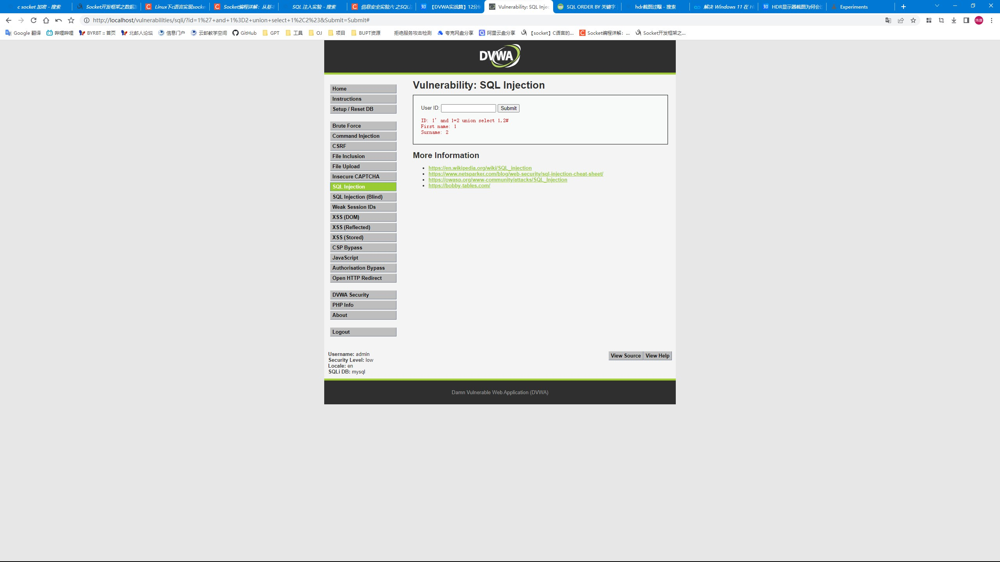 c socket 加密 - 搜索
Socket开发框架之数据加
Linux下c语言实现socke
Socket编程详解：从基本
SQL 注入实验 - 搜索
信息安全实验六 之SQL注
【DVWA实战篇】12分钟
Vulnerability: SQL Injec
SQL ORDER BY 关键字
hdr截图过曝 - 搜索
解决 Windows 11 在 H
HDR显示器截图为何会过
Experiments
http://localhost/vulnerabilities/sqli/?id=1%27+and+1%3D2+union+select+1%2C2%23&Submit=Submit#
炜康
Google 翻译
哔哩哔哩
BYRBT :: 首页
北邮人论坛
信息门户
云邮教学空间
GitHub
GPT
工具
OJ
项目
BUPT资源
拒绝服务攻击检测
夸克网盘分享
阿里云盘分享
【socket】C语言的...
Socket编程详解：...
Socket开发框架之...
DVWA
Home
Instructions
Setup / Reset DB
Brute Force
Command Injection
CSRF
File Inclusion
File Upload
Insecure CAPTCHA
SQL Injection
SQL Injection (Blind)
Weak Session IDs
XSS (DOM)
XSS (Reflected)
XSS (Stored)
CSP Bypass
JavaScript
Authorisation Bypass
Open HTTP Redirect
DVWA Security
PHP Info
About
Logout
Vulnerability: SQL Injection
User ID: Submit
ID: 1' and 1=2 union select 1,2#
First name: 1
Surname: 2
More Information
https://en.wikipedia.org/wiki/SQL_injection
https://www.netsparker.com/blog/web-security/sql-injection-cheat-sheet/
https://owasp.org/www-community/attacks/SQL_Injection
https://bobby-tables.com/
Username: admin
Security Level: low
Locale: en
SQLi DB: mysql
View Source View Help
Damn Vulnerable Web Application (DVWA)